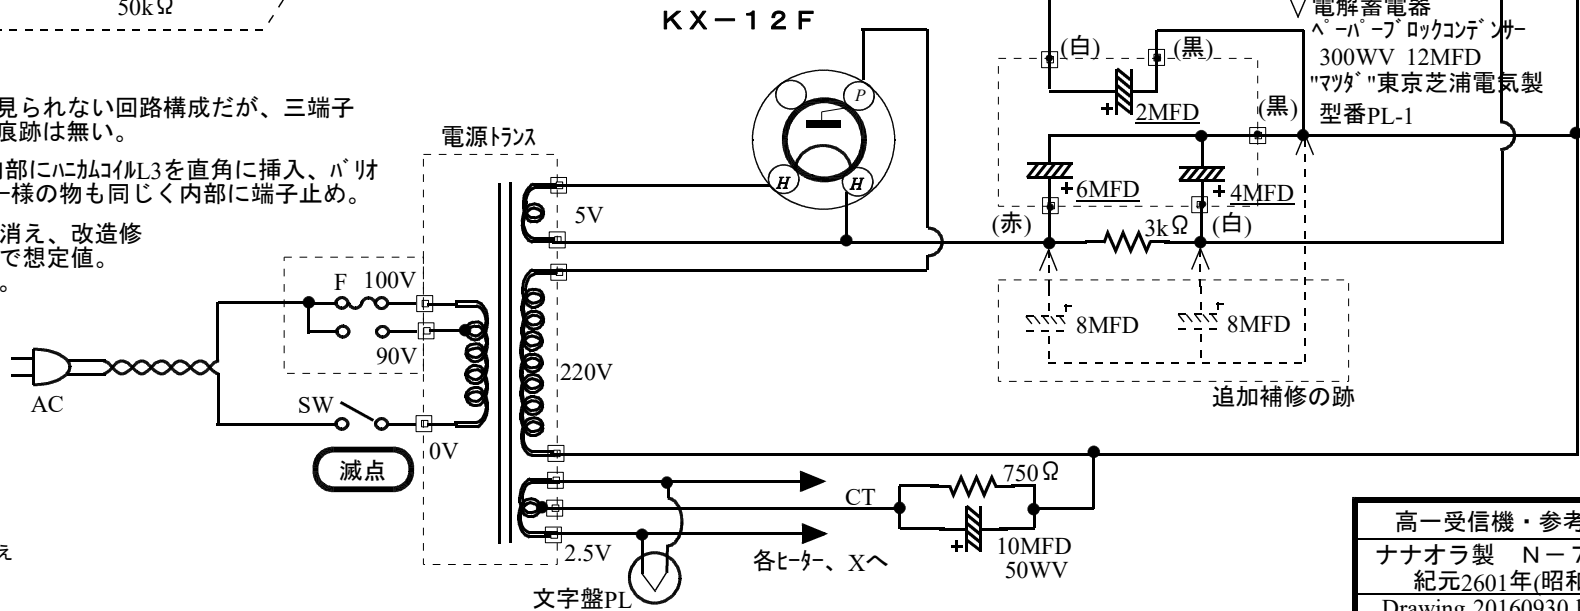 50kΩ
KX－12F
電解蓄電器
ペーパーブロックコンデンサー
300WV 12MFD
"マツダ"東京芝浦電気製
型番PL-1
(白)
(黒)
2MFD
(黒)
見られない回路構成だが、三端子
痕跡は無い。
内部にハニカムコイルL3を直角に挿入、バリオ
ー様の物も同じく内部に端子止め。
消え、改造修
で想定値。
。
電源トランス
P
H
H
5V
6MFD
4MFD
(赤)
3kΩ
(白)
F
100V
90V
220V
8MFD
8MFD
追加補修の跡
AC
SW
0V
滅点
750Ω
CT
10MFD
50WV
2.5V
各ヒーター、Xへ
文字盤PL
え
高一受信機・参考
ナナオラ製 N－7
紀元2601年(昭和
Drawing 20160930